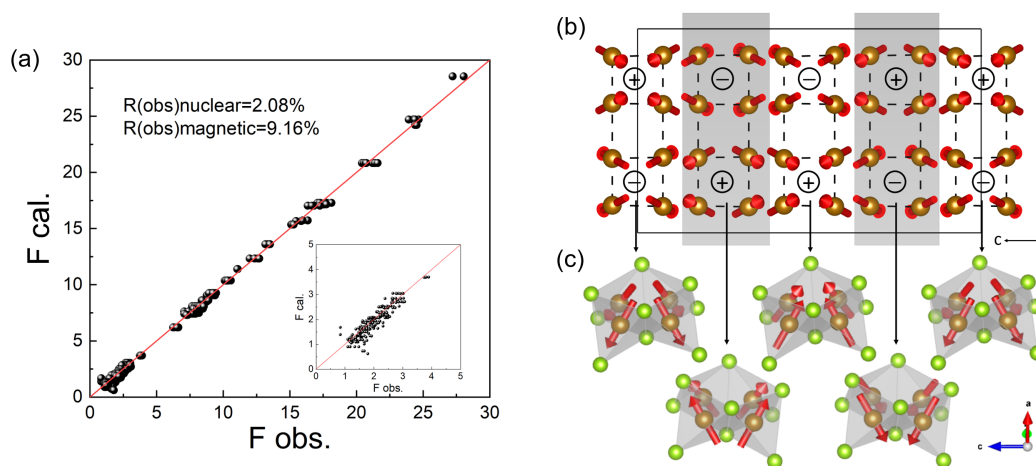 (a)
30
25
20
15
10
5
0
F cal.
R(obs)nuclear=2.08%
R(obs)magnetic=9.16%
5
4
3
2
1
0
F cal.
0 1 2 3 4 5
F obs.
0 5 10 15 20 25 30
F obs.
(b)
+ − − + +
− + + − −
c
(c)
a
c